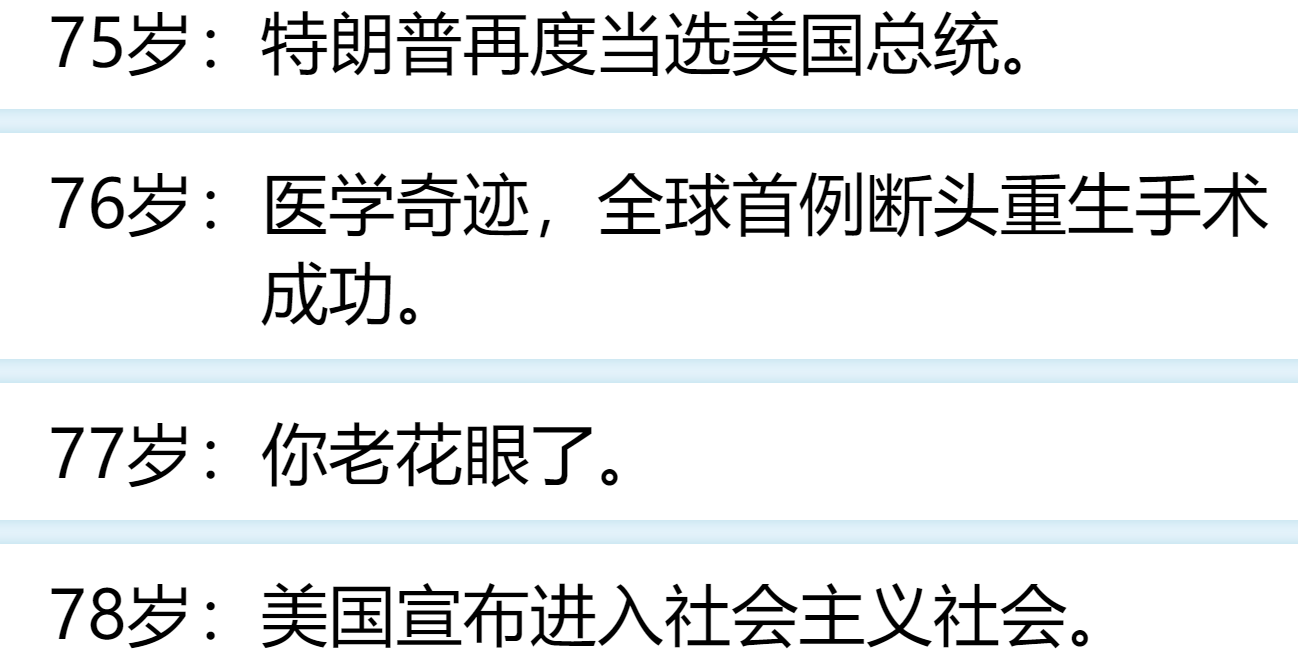 75岁：特朗普再度当选美国总统。
76岁：医学奇迹，全球首例断头重生手术
成功。
77岁：你老花眼了。
78岁：美国宣布进入社会主义社会。